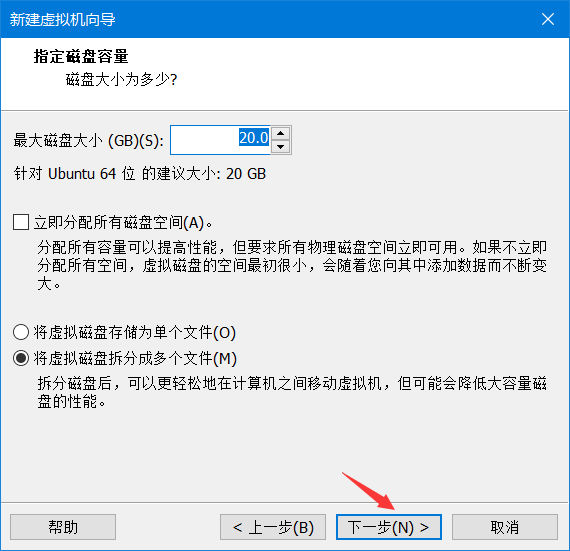 新建虚拟机向导
指定磁盘容量
磁盘大小为多少?
最大磁盘大小 (GB)(S): 20.0
针对 Ubuntu 64 位 的建议大小: 20 GB
立即分配所有磁盘空间(A)。
分配所有容量可以提高性能，但要求所有物理磁盘空间立即可用。如果不立即
分配所有空间，虚拟磁盘的空间最初很小，会随着您向其中添加数据而不断变
大。
将虚拟磁盘存储为单个文件(O)
将虚拟磁盘拆分成多个文件(M)
拆分磁盘后，可以更轻松地在计算机之间移动虚拟机，但可能会降低大容量磁
盘的性能。
帮助 < 上一步(B) 下一步(N) > 取消